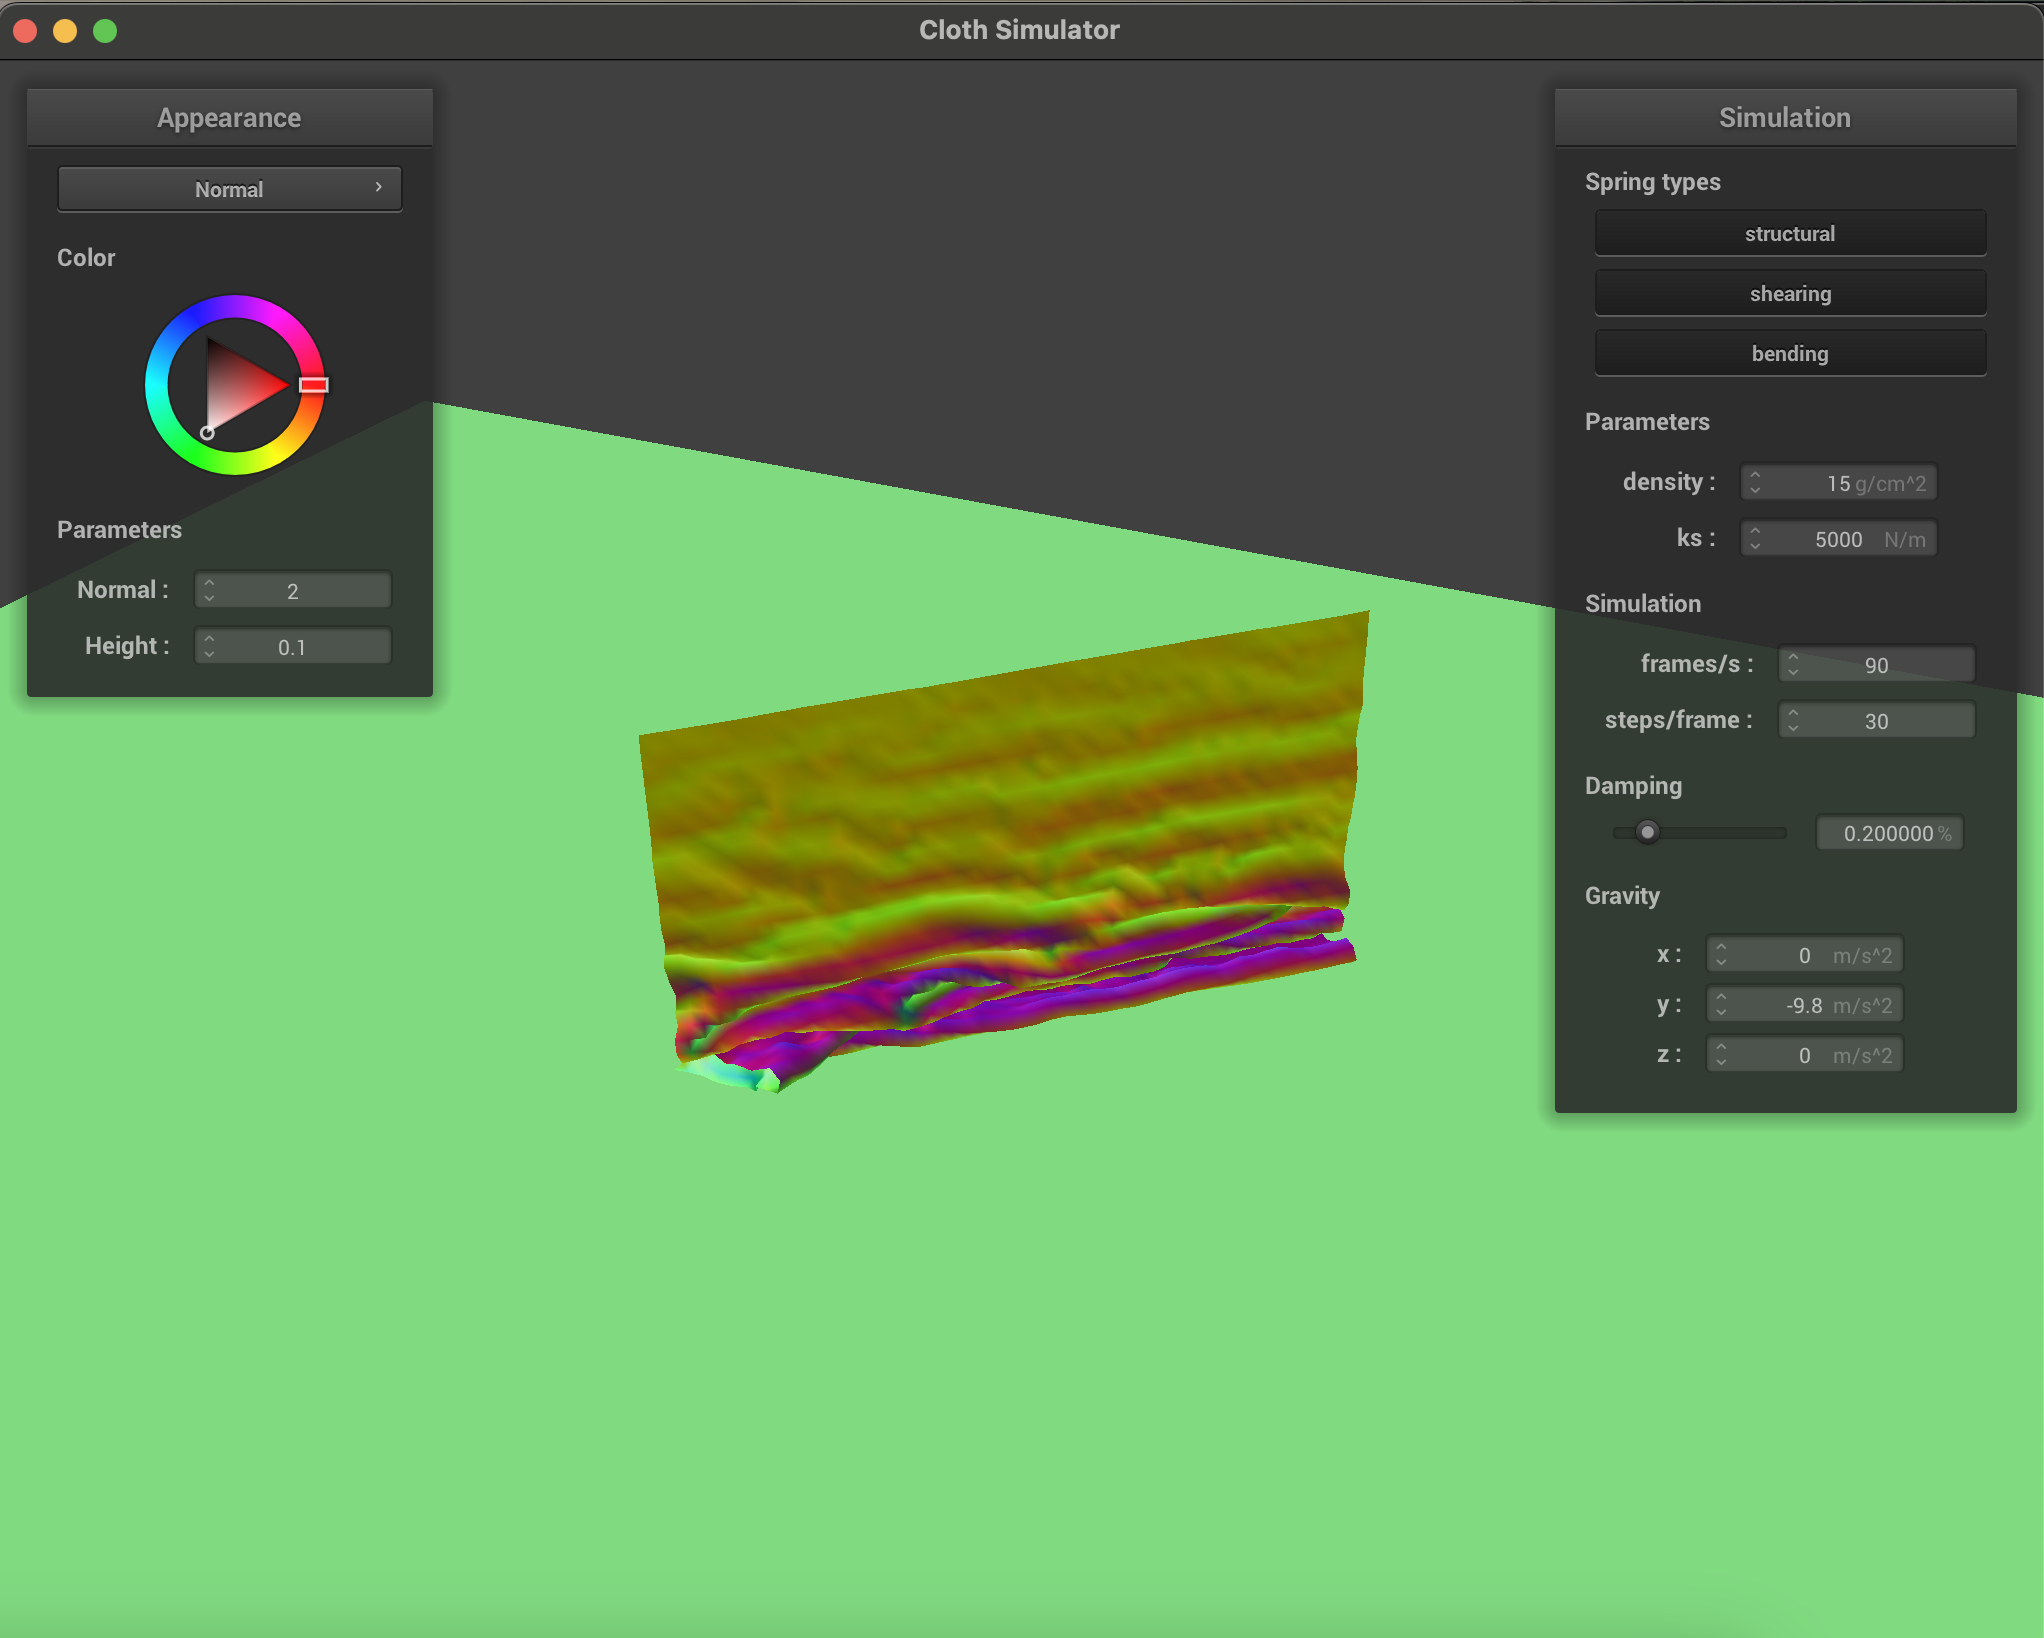 Cloth Simulator
Appearance
Normal
Color
Parameters
Normal : 2
Height : 0.1
Simulation
Spring types
structural
shearing
bending
Parameters
density : 15 g/cm^2
ks : 5000 N/m
Simulation
frames/s : 90
steps/frame : 30
Damping
0.200000 %
Gravity
x : 0 m/s^2
y : -9.8 m/s^2
z : 0 m/s^2